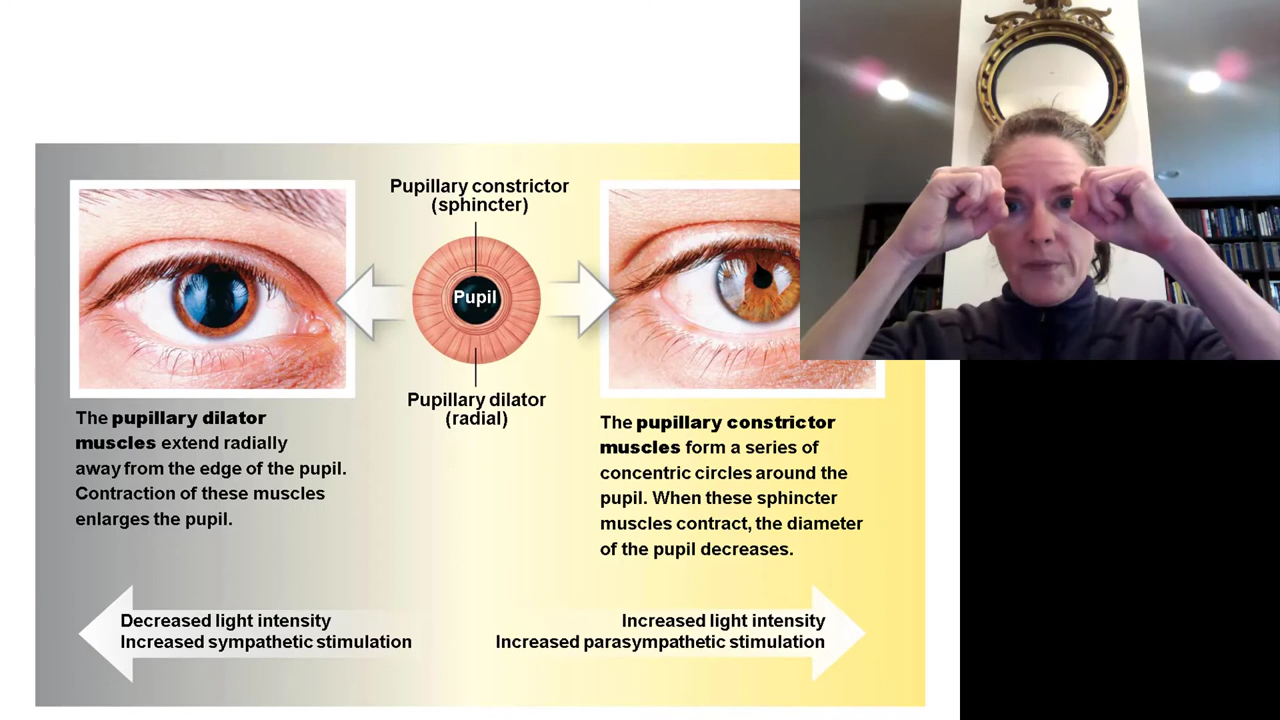 Pupillary constrictor
(sphincter)
Pupil
Pupillary dilator
(radial)
The pupillary dilator
muscles extend radially
away from the edge of the pupil.
Contraction of these muscles
enlarges the pupil.
The pupillary constrictor
muscles form a series of
concentric circles around the
pupil. When these sphincter
muscles contract, the diameter
of the pupil decreases.
Decreased light intensity
Increased sympathetic stimulation
Increased light intensity
Increased parasympathetic stimulation